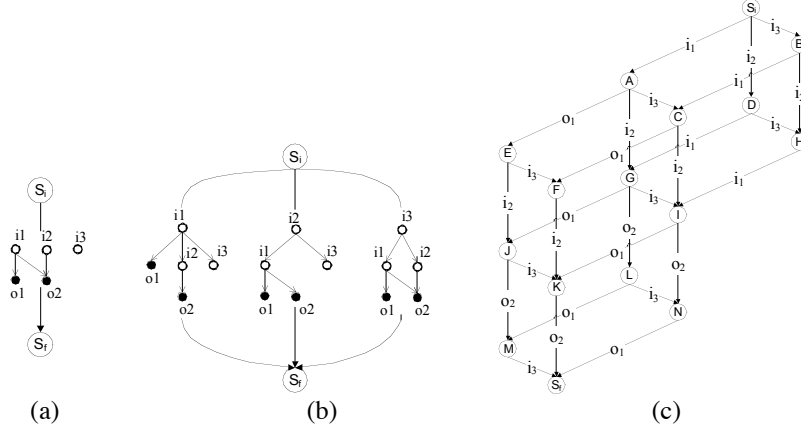 Si
i1 i2 i3
o1 o2
Sf
(a)
Si
i1 i2 i3
o1 i2 i3 i1 i3 i1 i2
o2 o1 o2 o1 o2
Sf
(b)
Si
i3
B
i1 i2
A
i1 i3
i3 C D i3
o1 i2 i1 H
E
i3 o1 G i2
F i3 I i1
i2 o1 o2
J i2
i3 K o1 L o2
o2 i3 N
o1
M o2
i3 o1
Sf
(c)